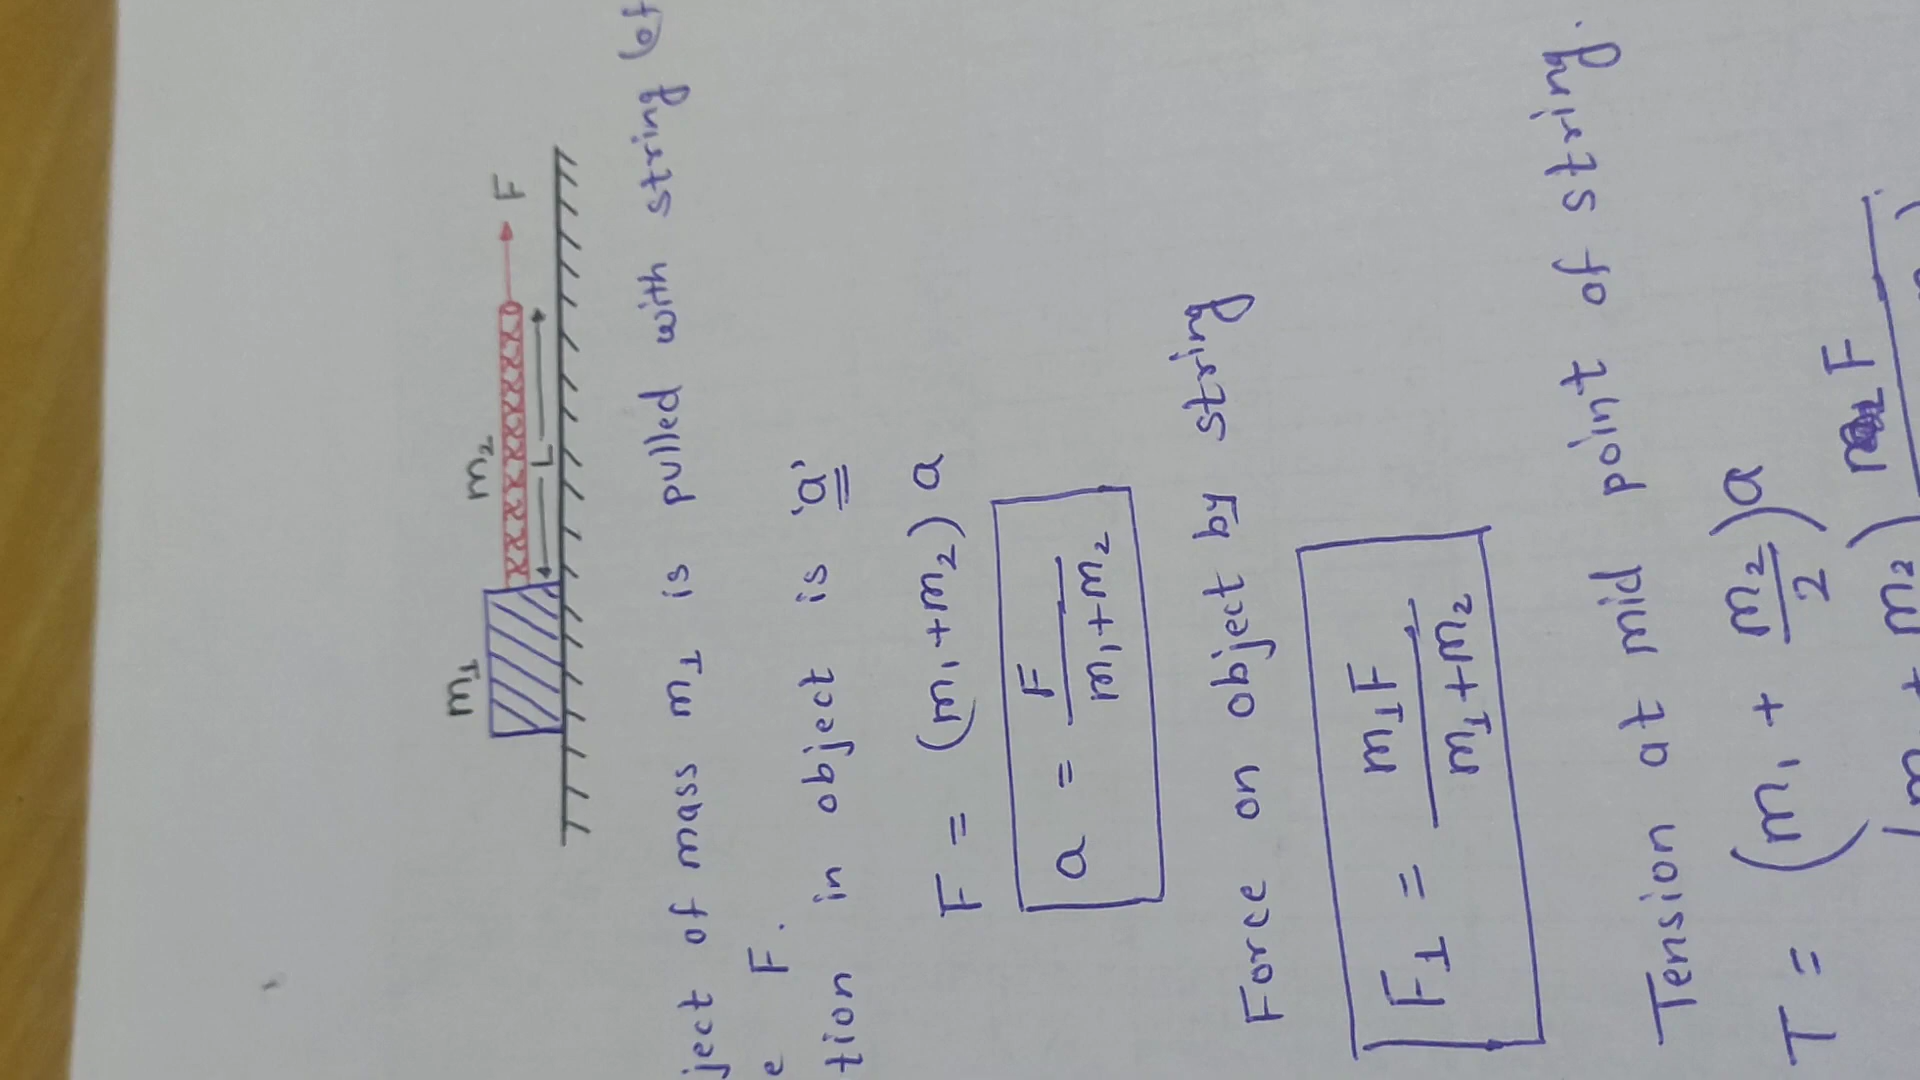 m₁ m₂ F
L
ject of mass m₁ is pulled with string (of
e F.
tion in object is 'a'
F = (m₁+m₂) a
a = F / (m₁+m₂)
Force on object by string
F₁ = m₁F / (m₁+m₂)
Tension at mid point of string.
T = (m₁ + m₂/2) a